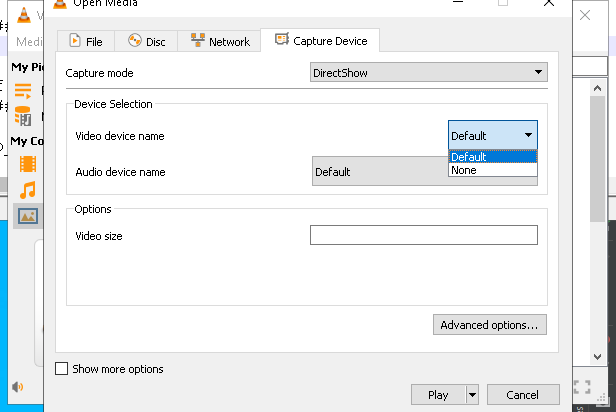 Open Media
Medi
File
Disc
Network
Capture Device
My Pi
Capture mode
DirectShow
Device Selection
My Co
Video device name
Default
Default
None
Audio device name
Default
Options
Video size
Advanced options...
Show more options
Play
Cancel